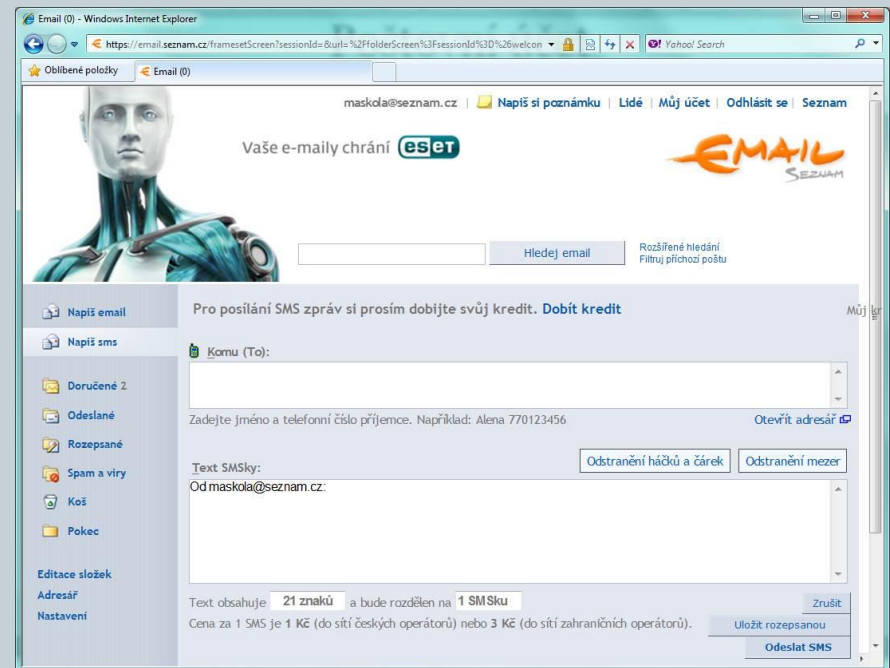 Email (0) - Windows Internet Explorer
https://email.seznam.cz/framesetScreen?sessionId=&url=%2FfolderScreen%3FsessionId%3D%26welcon
Yahoo! Search
Oblíbené položky
Email (0)
maskola@seznam.cz | Napiš si poznámku | Lidé | Můj účet | Odhlásit se | Seznam
Vaše e-maily chrání eset
EMAIL
SEZNAM
Hledej email
Rozšířené hledání
Filtruj příchozí poštu
Napiš email
Napiš sms
Doručené 2
Odeslané
Rozepsané
Spam a viry
Koš
Pokec
Editace složek
Adresář
Nastavení
Pro posílání SMS zpráv si prosím dobijte svůj kredit. Dobít kredit
Můj kr
Komu (To):
Zadejte jméno a telefonní číslo příjemce. Například: Alena 770123456
Otevřít adresář
Text SMSky:
Odstranění háčků a čárek
Odstranění mezer
Od maskola@seznam.cz:
Text obsahuje 21 znaků a bude rozdělen na 1 SMSku
Cena za 1 SMS je 1 Kč (do sítí českých operátorů) nebo 3 Kč (do sítí zahraničních operátorů).
Zrušit
Uložit rozepsanou
Odeslat SMS